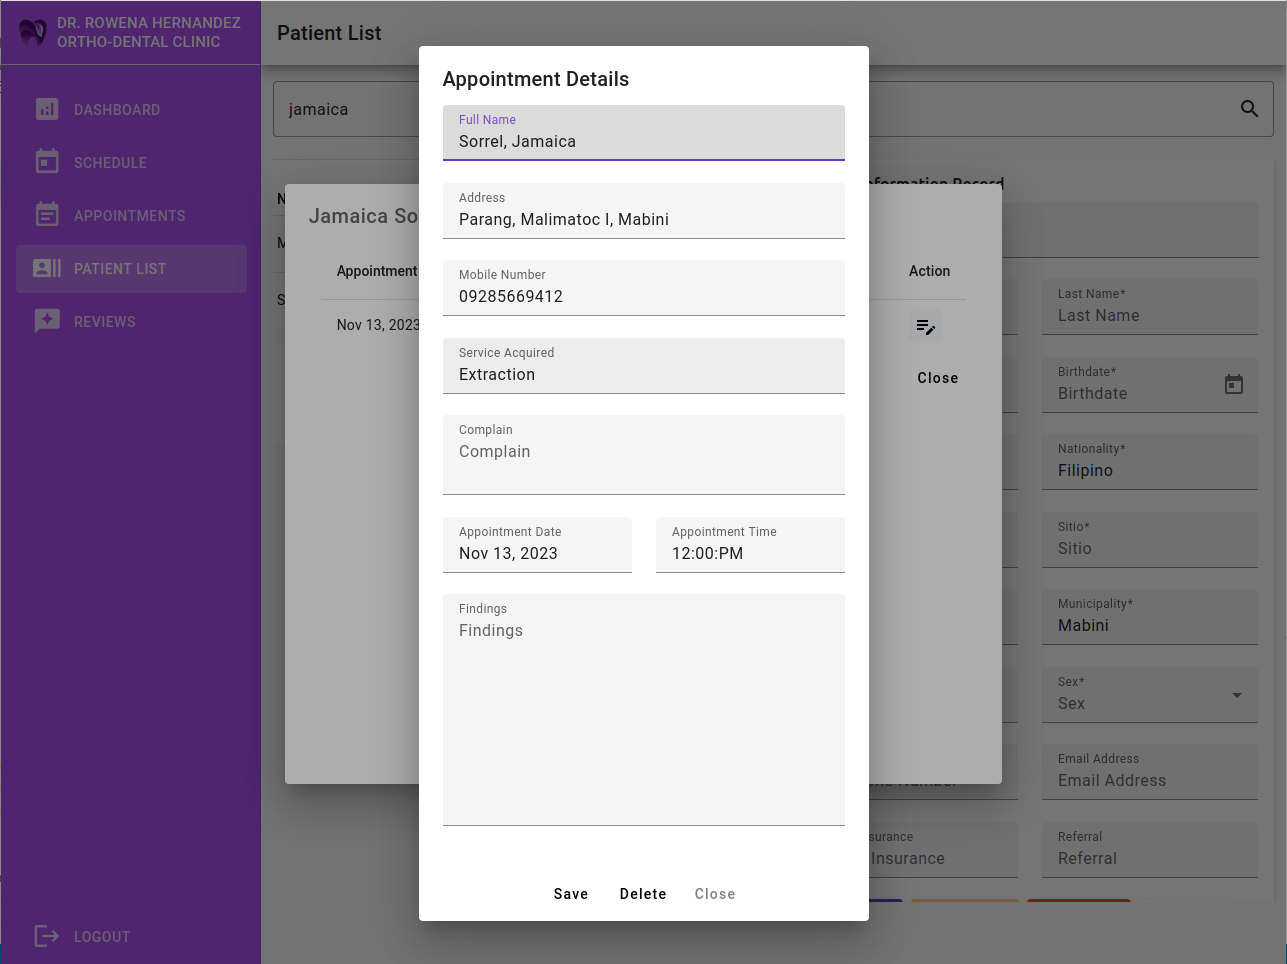 DR. ROWENA HERNANDEZ
ORTHO-DENTAL CLINIC
DASHBOARD
SCHEDULE
APPOINTMENTS
PATIENT LIST
REVIEWS
LOGOUT
Patient List
jamaica
Information Record
Jamaica So
Appointment
Action
Nov 13, 2023
Close
Appointment Details
Full Name
Sorrel, Jamaica
Address
Parang, Malimatoc I, Mabini
Mobile Number
09285669412
Service Acquired
Extraction
Complain
Complain
Appointment Date
Nov 13, 2023
Appointment Time
12:00:PM
Findings
Findings
Save Delete Close
Last Name*
Last Name
Birthdate*
Birthdate
Nationality*
Filipino
Sitio*
Sitio
Municipality*
Mabini
Sex*
Sex
Email Address
Email Address
surance
Insurance
Referral
Referral